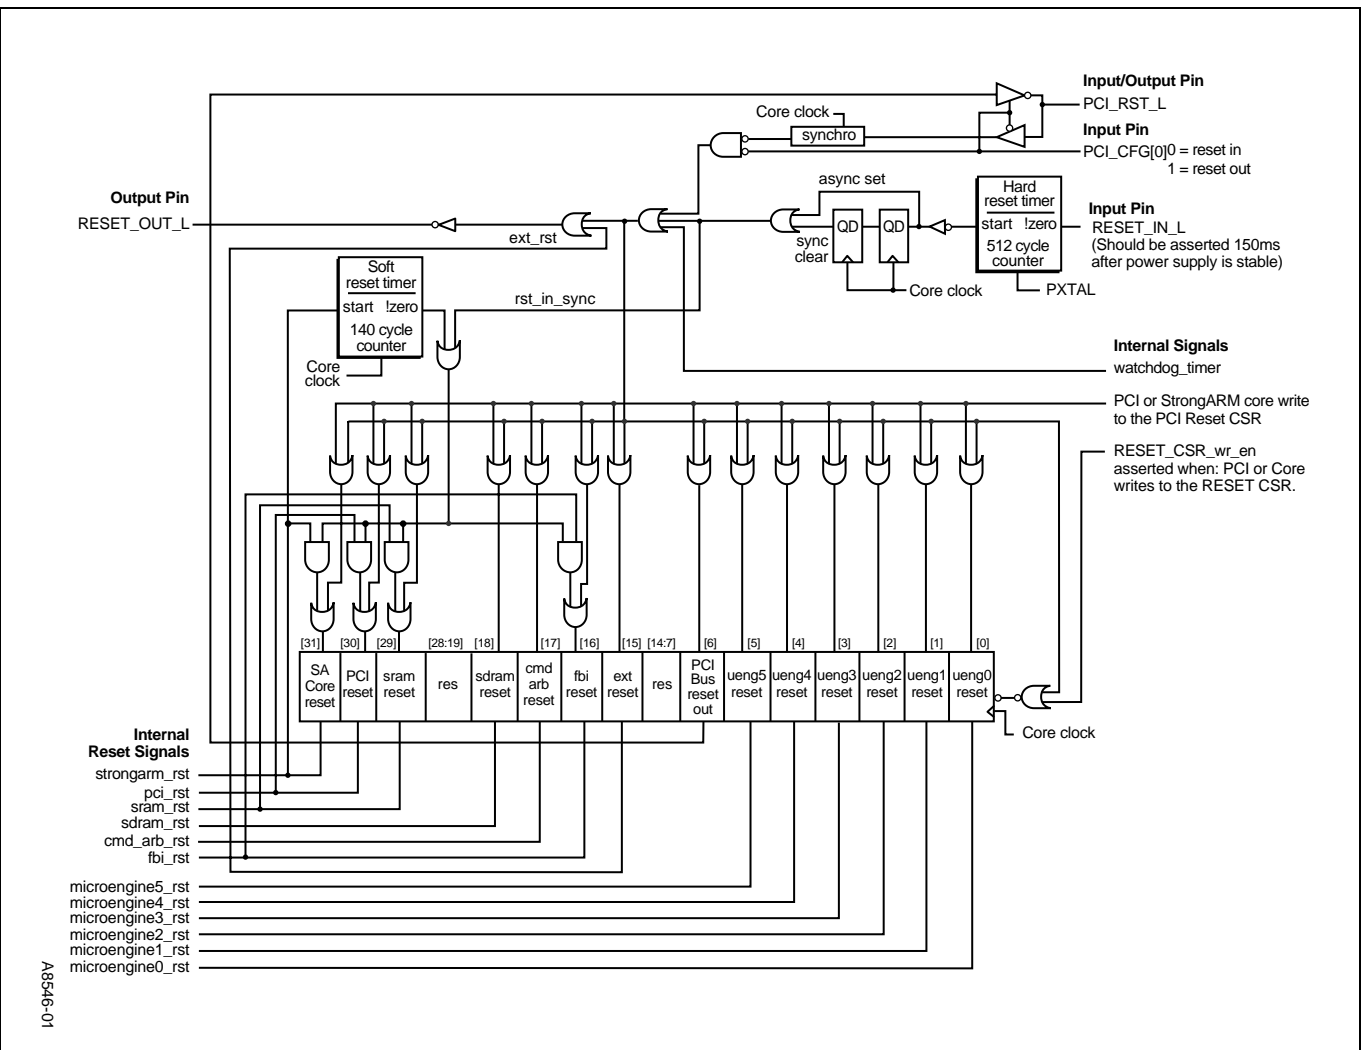 Input/Output Pin
PCI_RST_L
Core clock
synchro
Input Pin
PCI_CFG[0] 0 = reset in
1 = reset out
async set
Hard
reset timer
start !zero
512 cycle
counter
PXTAL
Input Pin
RESET_IN_L
(Should be asserted 150ms
after power supply is stable)
Output Pin
RESET_OUT_L
ext_rst
sync
clear
QD
QD
Core clock
Soft
reset timer
start !zero
140 cycle
counter
Core
clock
rst_in_sync
Internal Signals
watchdog_timer
PCI or StrongARM core write
to the PCI Reset CSR
RESET_CSR_wr_en
asserted when: PCI or Core
writes to the RESET CSR.
[31] [30] [29] [28:19] [18] [17] [16] [15] [14:7] [6] [5] [4] [3] [2] [1] [0]
SA
Core
reset
PCI
reset
sram
reset
res
sdram
reset
cmd
arb
reset
fbi
reset
ext
reset
res
PCI
Bus
reset
out
ueng5
reset
ueng4
reset
ueng3
reset
ueng2
reset
ueng1
reset
ueng0
reset
Core clock
Internal
Reset Signals
strongarm_rst
pci_rst
sram_rst
sdram_rst
cmd_arb_rst
fbi_rst
microengine5_rst
microengine4_rst
microengine3_rst
microengine2_rst
microengine1_rst
microengine0_rst
A8546-01